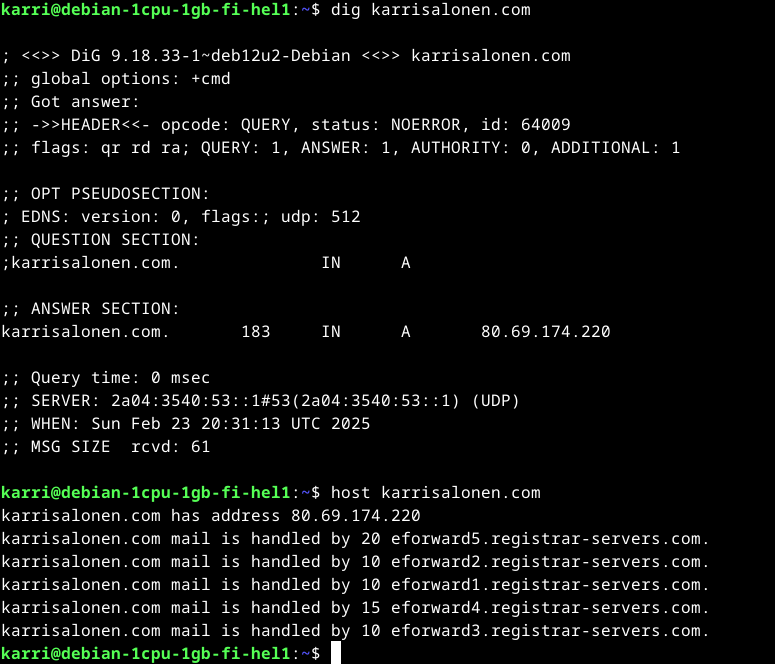 karri@debian-1cpu-1gb-fi-hel1:~$ dig karrisalonen.com
; <<>> DiG 9.18.33-1~deb12u2-Debian <<>> karrisalonen.com
;; global options: +cmd
;; Got answer:
;; ->>HEADER<<- opcode: QUERY, status: NOERROR, id: 64009
;; flags: qr rd ra; QUERY: 1, ANSWER: 1, AUTHORITY: 0, ADDITIONAL: 1
;; OPT PSEUDOSECTION:
; EDNS: version: 0, flags:; udp: 512
;; QUESTION SECTION:
;karrisalonen.com. IN A
;; ANSWER SECTION:
karrisalonen.com. 183 IN A 80.69.174.220
;; Query time: 0 msec
;; SERVER: 2a04:3540:53::1#53(2a04:3540:53::1) (UDP)
;; WHEN: Sun Feb 23 20:31:13 UTC 2025
;; MSG SIZE  rcvd: 61
karri@debian-1cpu-1gb-fi-hel1:~$ host karrisalonen.com
karrisalonen.com has address 80.69.174.220
karrisalonen.com mail is handled by 20 eforward5.registrar-servers.com.
karrisalonen.com mail is handled by 10 eforward2.registrar-servers.com.
karrisalonen.com mail is handled by 10 eforward1.registrar-servers.com.
karrisalonen.com mail is handled by 15 eforward4.registrar-servers.com.
karrisalonen.com mail is handled by 10 eforward3.registrar-servers.com.
karri@debian-1cpu-1gb-fi-hel1:~$